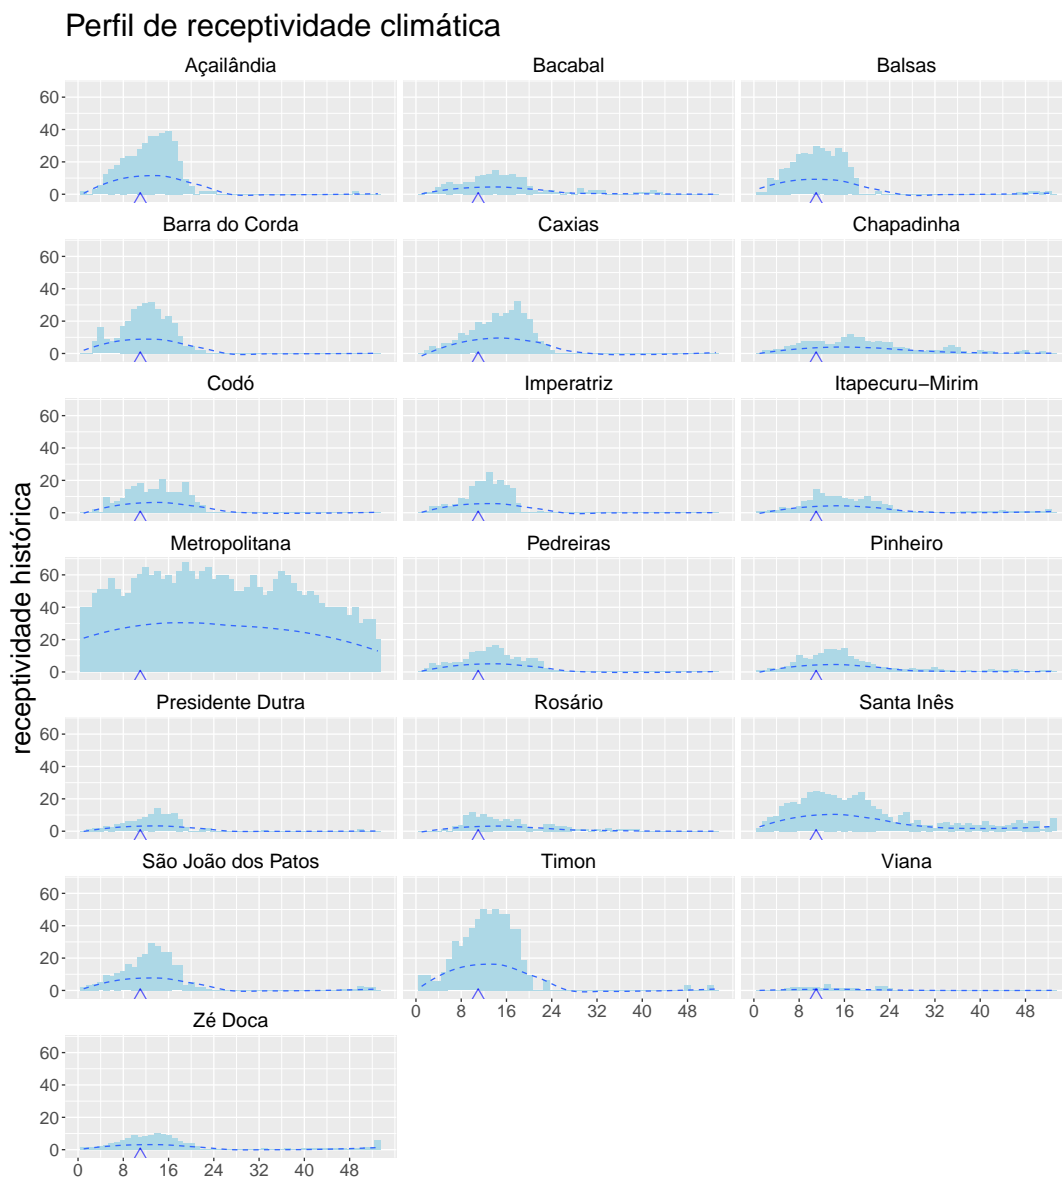 Perfil de receptividade climática
Açailândia Bacabal Balsas
60
40
20
0
Barra do Corda Caxias Chapadinha
60
40
20
0
Codó Imperatriz Itapecuru−Mirim
60
40
20
0
receptividade histórica
Metropolitana Pedreiras Pinheiro
60
40
20
0
Presidente Dutra Rosário Santa Inês
60
40
20
0
São João dos Patos Timon Viana
60
40
20
0
0 8 16 24 32 40 48 0 8 16 24 32 40 48
Zé Doca
60
40
20
0
0 8 16 24 32 40 48